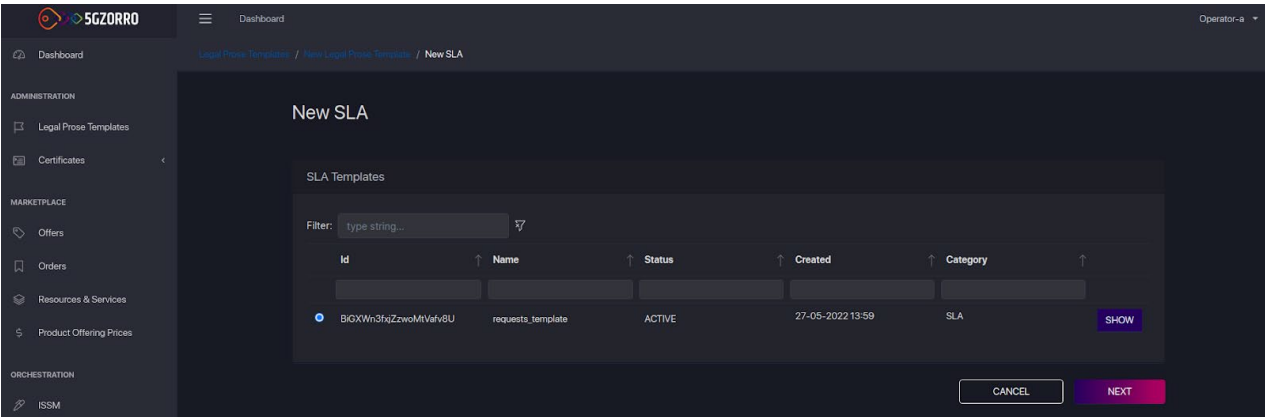 5GZORRO
Dashboard
Operator-a
Dashboard
Legal Prose Templates / New Legal Prose Template / New SLA
ADMINISTRATION
Legal Prose Templates
Certificates
MARKETPLACE
Offers
Orders
Resources & Services
Product Offering Prices
ORCHESTRATION
ISSM
New SLA
SLA Templates
Filter: type string...
Id Name Status Created Category
BiGXWn3fxjZzwoMtVafv8U requests_template ACTIVE 27-05-2022 13:59 SLA SHOW
CANCEL NEXT